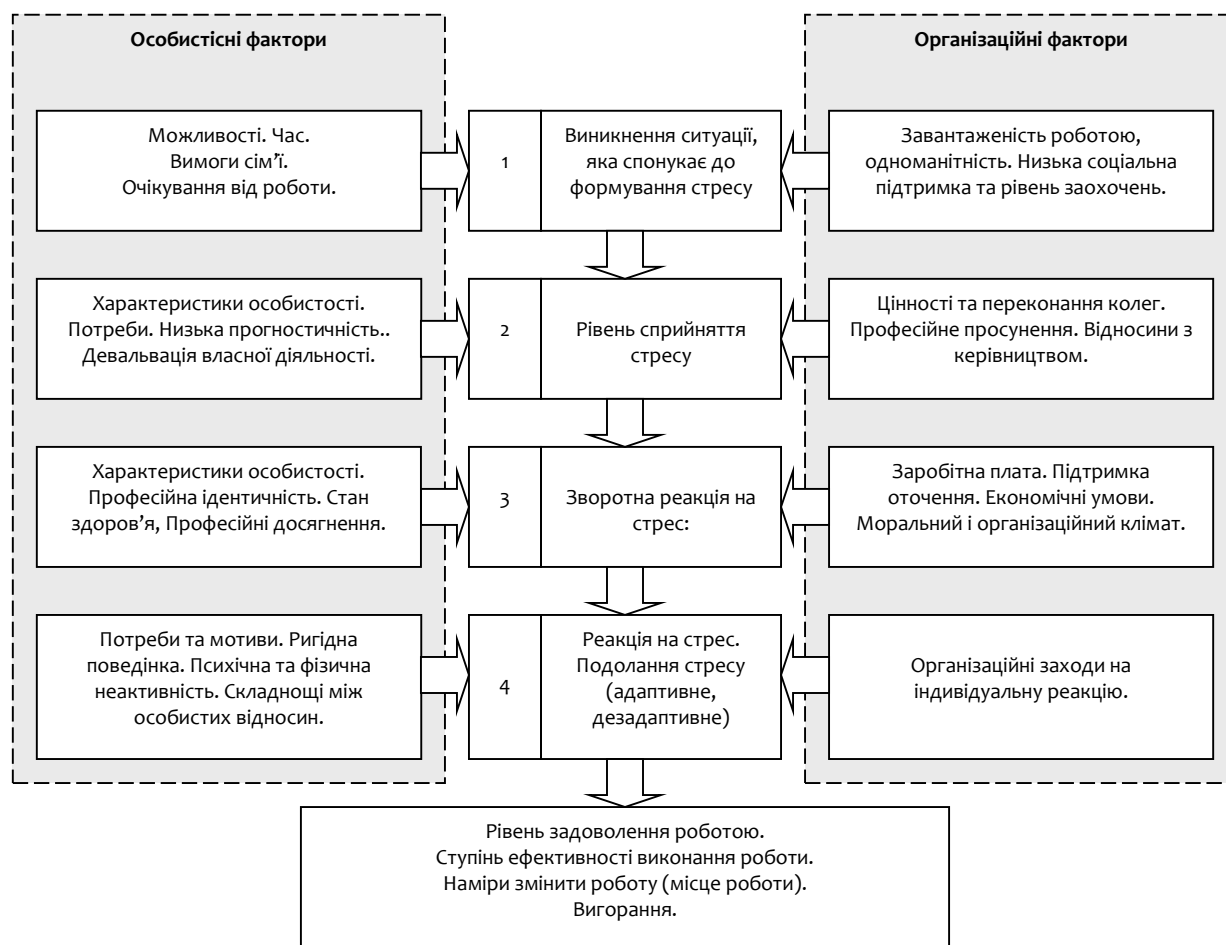 Особистісні фактори
Організаційні фактори
Можливості. Час.
Вимоги сім’ї.
Очікування від роботи.
1
Виникнення ситуації,
яка спонукає до
формування стресу
Завантаженість роботою,
одноманітність. Низька соціальна
підтримка та рівень заохочень.
Характеристики особистості.
Потреби. Низька прогностичність..
Девальвація власної діяльності.
2
Рівень сприйняття
стресу
Цінності та переконання колег.
Професійне просунення. Відносини з
керівництвом.
Характеристики особистості.
Професійна ідентичність. Стан
здоров’я, Професійні досягнення.
3
Зворотна реакція на
стрес:
Заробітна плата. Підтримка
оточення. Економічні умови.
Моральний і організаційний клімат.
Потреби та мотиви. Ригідна
поведінка. Психічна та фізична
неактивність. Складнощі між
особистих відносин.
4
Реакція на стрес.
Подолання стресу
(адаптивне,
дезадаптивне)
Організаційні заходи на
індивідуальну реакцію.
Рівень задоволення роботою.
Ступінь ефективності виконання роботи.
Наміри змінити роботу (місце роботи).
Вигорання.